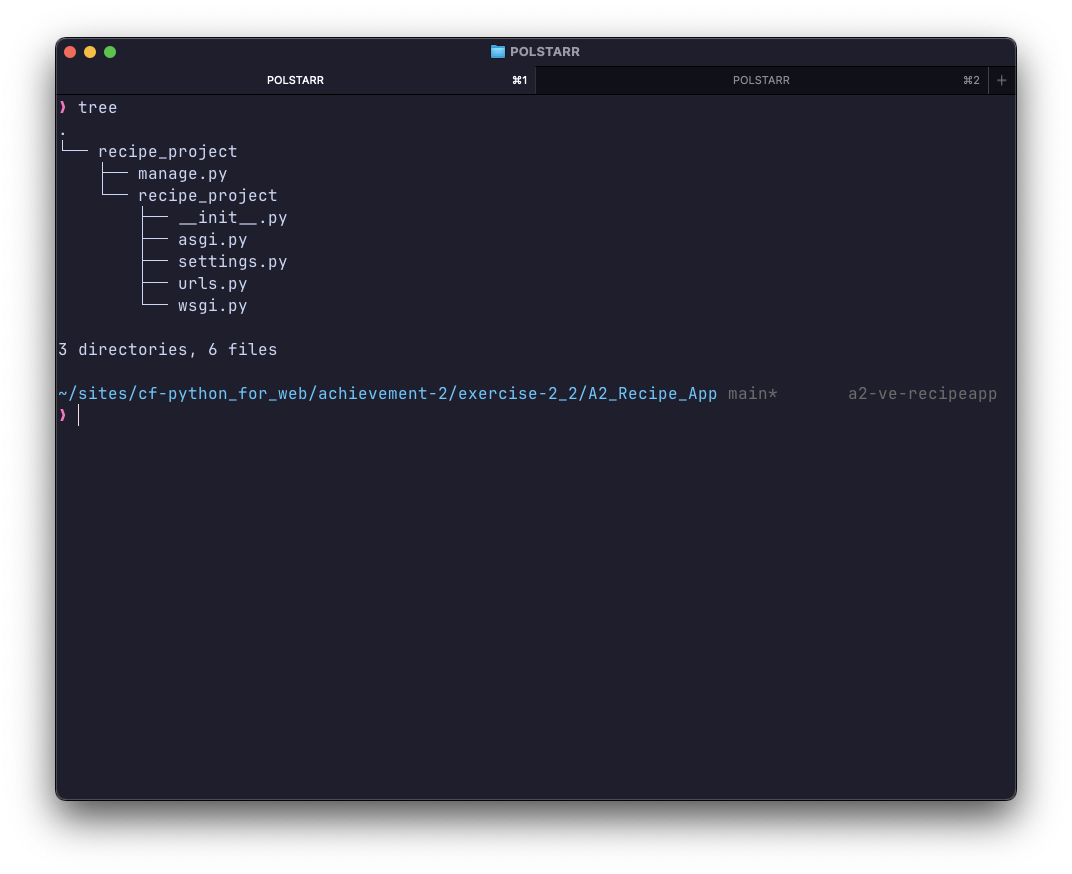 POLSTARR
POLSTARR ⌘1 POLSTARR ⌘2 +
❯ tree
.
└── recipe_project
    ├── manage.py
    └── recipe_project
        ├── __init__.py
        ├── asgi.py
        ├── settings.py
        ├── urls.py
        └── wsgi.py
3 directories, 6 files
~/sites/cf-python_for_web/achievement-2/exercise-2_2/A2_Recipe_App main* a2-ve-recipeapp
❯